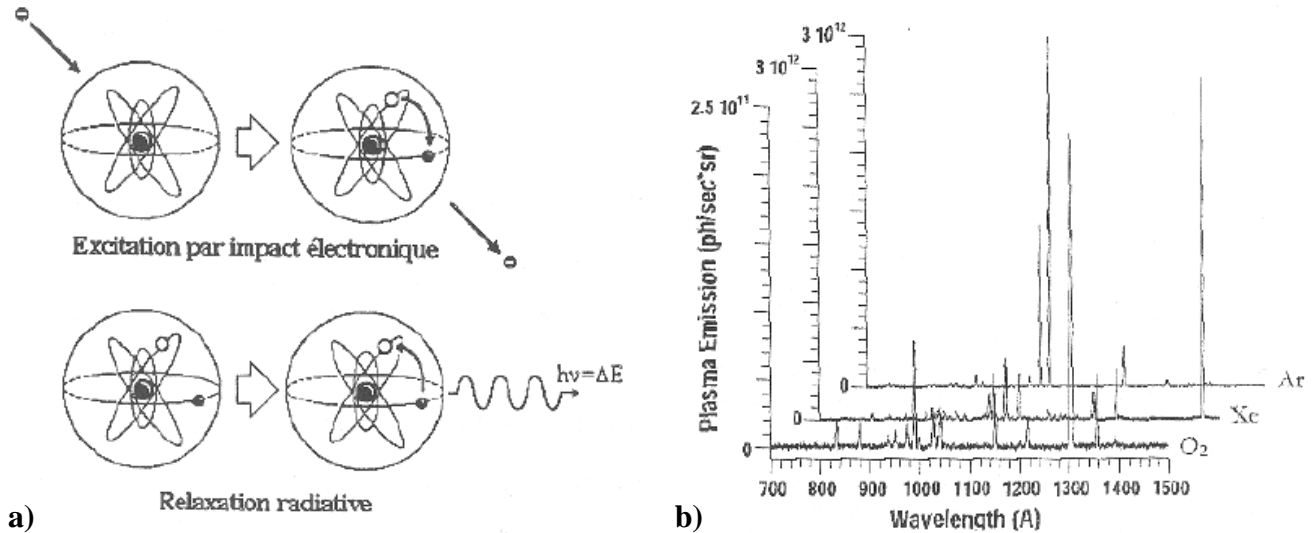 Excitation par impact électronique
hν=ΔE
Relaxation radiative
a)
3 10¹²
3 10¹²
2.5 10¹¹
Plasma Emission (ph/sec*sr)
0
0
0
Ar
Xe
O₂
700 800 900 1000 1100 1200 1300 1400 1500
Wavelength (A)
b)